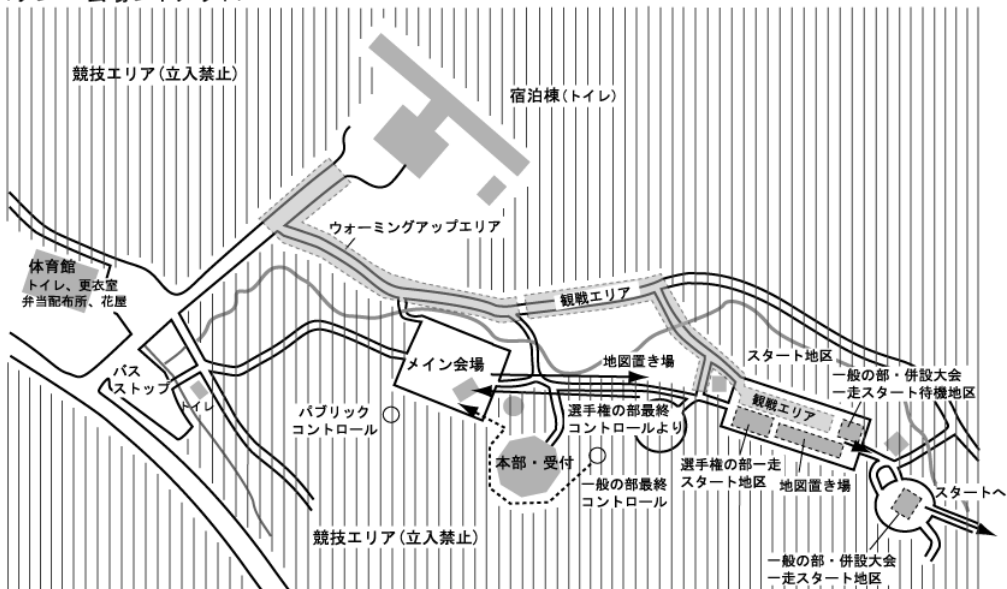 競技エリア(立入禁止)
宿泊棟(トイレ)
ウォーミングアップエリア
体育館
トイレ、更衣室
弁当配布所、花屋
観戦エリア
バス
ストップ
トイレ
メイン会場
地図置き場
スタート地区
一般の部・併設大会
一走スタート待機地区
パブリック
コントロール
選手権の部最終
コントロールより
観戦エリア
本部・受付
一般の部最終
コントロール
選手権の部一走
スタート地区
地図置き場
スタートへ
競技エリア(立入禁止)
一般の部・併設大会
一走スタート地区